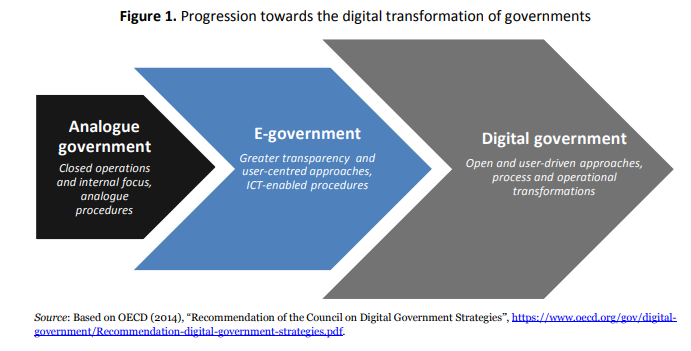 Figure 1. Progression towards the digital transformation of governments
Analogue
government
Closed operations
and internal focus,
analogue
procedures
E-government
Greater transparency and
user-centred approaches,
ICT-enabled procedures
Digital government
Open and user-driven approaches,
process and operational
transformations
Source: Based on OECD (2014), “Recommendation of the Council on Digital Government Strategies”, https://www.oecd.org/gov/digital-
government/Recommendation-digital-government-strategies.pdf.